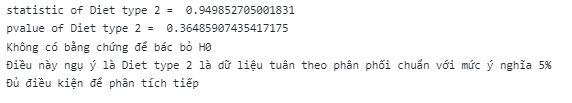 statistic of Diet type 2 =  0.949852705001831
pvalue of Diet type 2 =  0.36485907435417175
Không có bằng chứng để bác bỏ H0
Điều này ngụ ý là Diet type 2 là dữ liệu tuân theo phân phối chuẩn với mức ý nghĩa 5%
Đủ điều kiện để phân tích tiếp